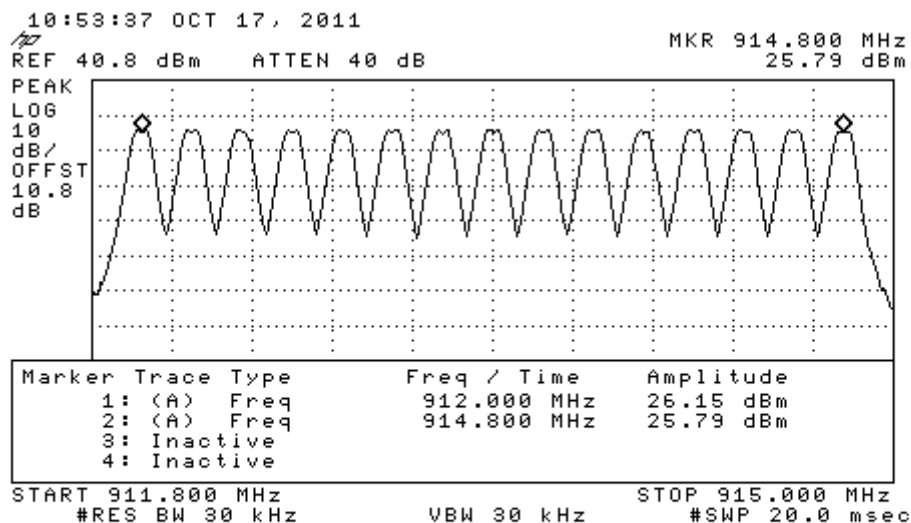 10:53:37 OCT 17, 2011
hp
REF 40.8 dBm ATTEN 40 dB
MKR 914.800 MHz
25.79 dBm
PEAK
LOG
10
dB/
OFFST
10.8
dB
Marker Trace Type Freq / Time Amplitude
1: (A) Freq 912.000 MHz 26.15 dBm
2: (A) Freq 914.800 MHz 25.79 dBm
3: Inactive
4: Inactive
START 911.800 MHz STOP 915.000 MHz
#RES BW 30 kHz VBW 30 kHz #SWP 20.0 msec